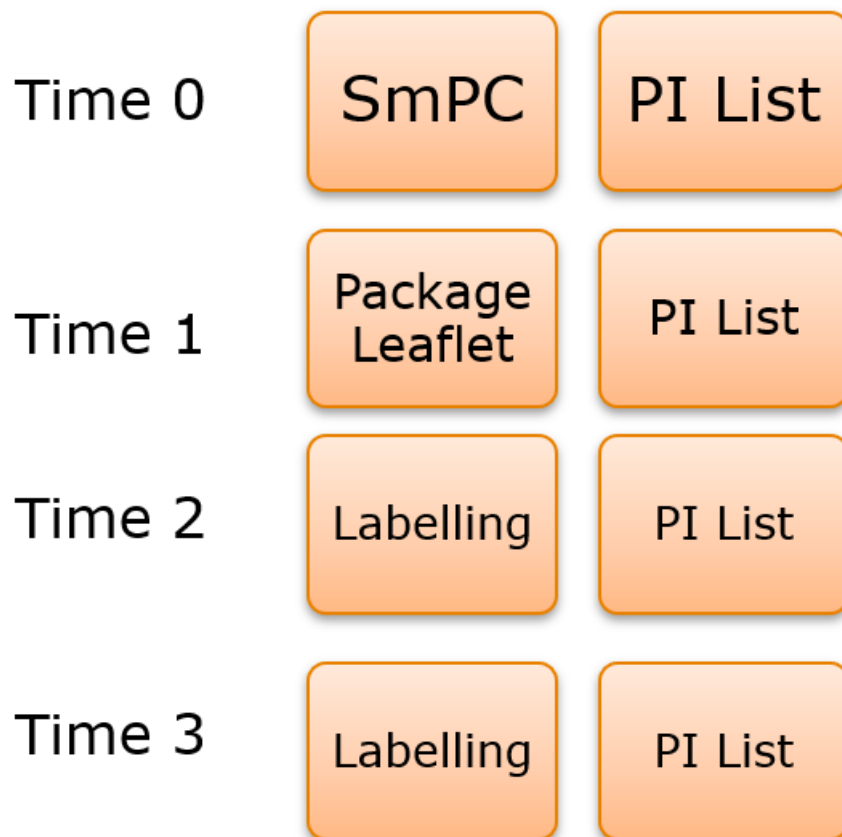 Time 0
SmPC
PI List
Time 1
Package
Leaflet
PI List
Time 2
Labelling
PI List
Time 3
Labelling
PI List